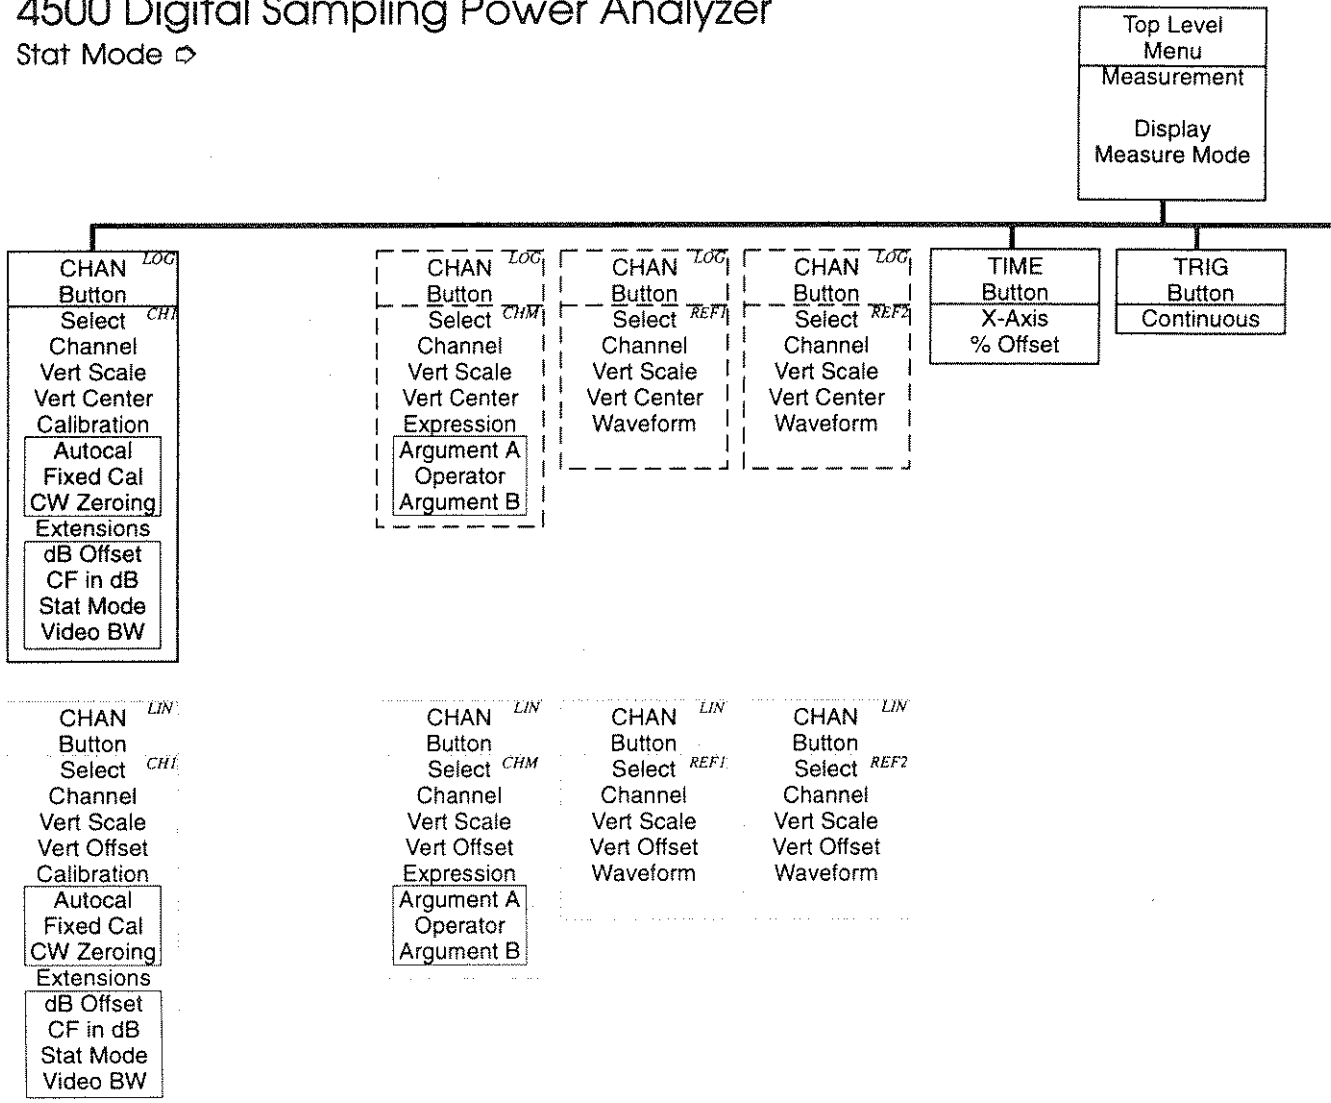 4500 Digital Sampling Power Analyzer
Stat Mode
Top Level
Menu
Measurement
Display
Measure Mode
CHAN LOG
Button
Select CH1
Channel
Vert Scale
Vert Center
Calibration
Autocal
Fixed Cal
CW Zeroing
Extensions
dB Offset
CF in dB
Stat Mode
Video BW
CHAN LOG
Button
Select CHM
Channel
Vert Scale
Vert Center
Expression
Argument A
Operator
Argument B
CHAN LOG
Button
Select REF1
Channel
Vert Scale
Vert Center
Waveform
CHAN LOG
Button
Select REF2
Channel
Vert Scale
Vert Center
Waveform
TIME
Button
X-Axis
% Offset
TRIG
Button
Continuous
CHAN LIN
Button
Select CH1
Channel
Vert Scale
Vert Offset
Calibration
Autocal
Fixed Cal
CW Zeroing
Extensions
dB Offset
CF in dB
Stat Mode
Video BW
CHAN LIN
Button
Select CHM
Channel
Vert Scale
Vert Offset
Expression
Argument A
Operator
Argument B
CHAN LIN
Button
Select REF1
Channel
Vert Scale
Vert Offset
Waveform
CHAN LIN
Button
Select REF2
Channel
Vert Scale
Vert Offset
Waveform